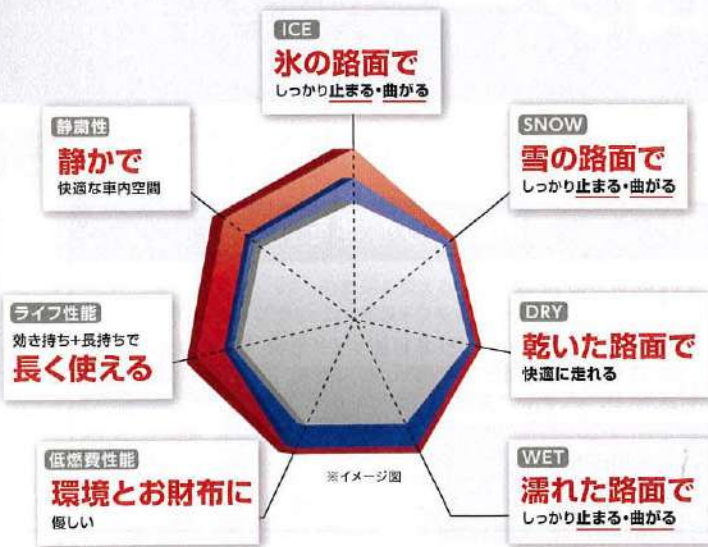 ICE
氷の路面で
しっかり止まる・曲がる
静粛性
静かで
快適な車内空間
SNOW
雪の路面で
しっかり止まる・曲がる
ライフ性能
効き持ち+長持ちで
長く使える
DRY
乾いた路面で
快適に走れる
低燃費性能
環境とお財布に
優しい
※イメージ図
WET
濡れた路面で
しっかり止まる・曲がる